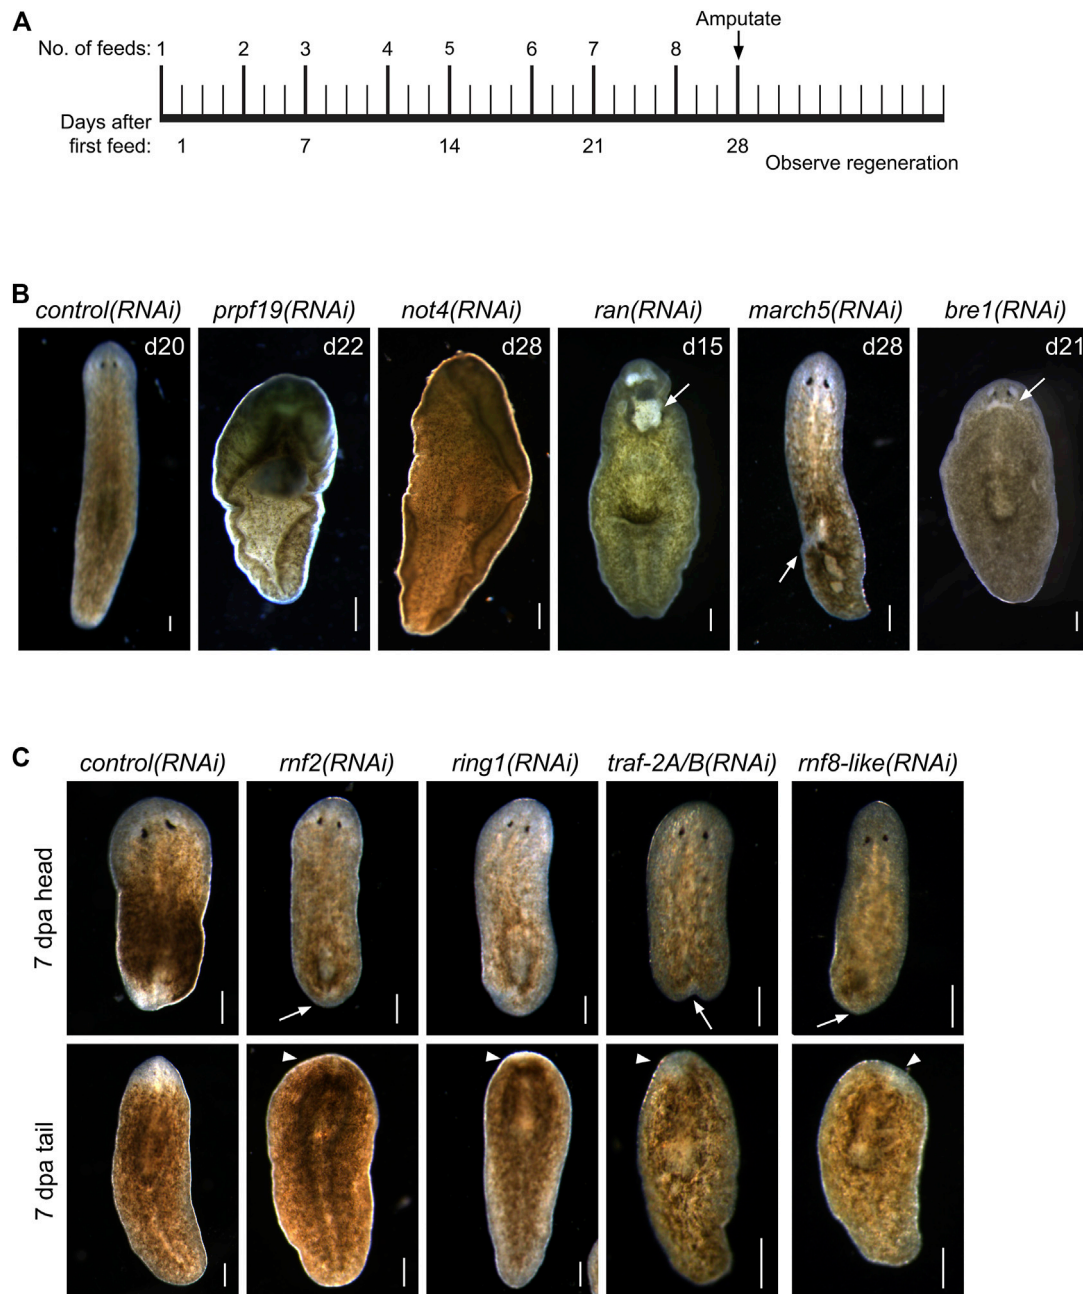 A
Amputate
No. of feeds: 1 2 3 4 5 6 7 8
Days after
first feed: 1 7 14 21 28
Observe regeneration
B
control(RNAi) prpf19(RNAi) not4(RNAi) ran(RNAi) march5(RNAi) bre1(RNAi)
d20 d22 d28 d15 d28 d21
C
control(RNAi) rnf2(RNAi) ring1(RNAi) traf-2A/B(RNAi) rnf8-like(RNAi)
7 dpa head
7 dpa tail